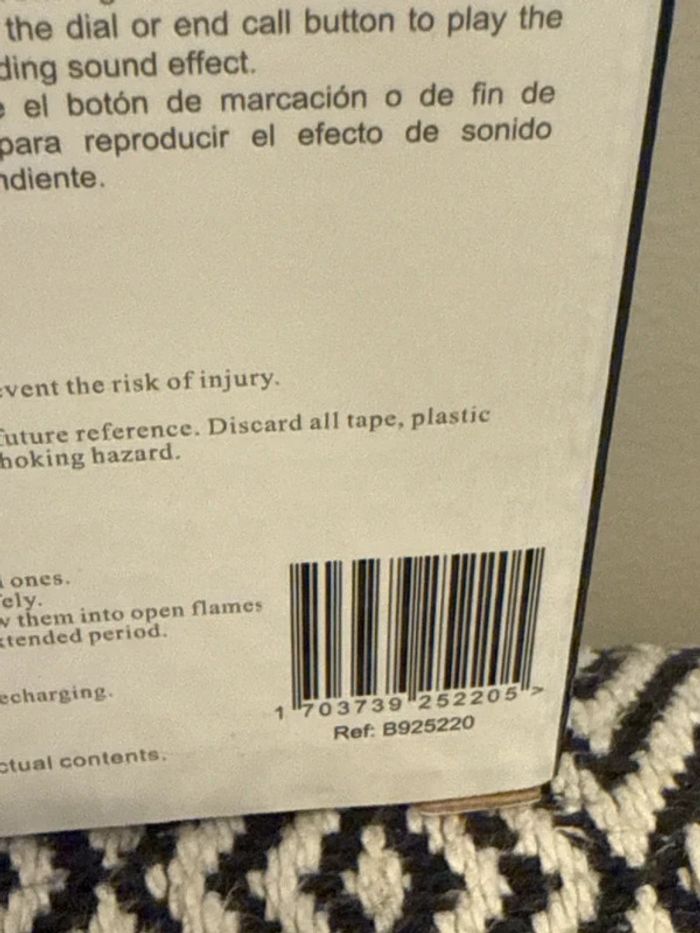 the dial or end call button to play the
ding sound effect.
el botón de marcación o de fin de
para reproducir el efecto de sonido
ndiente.
vent the risk of injury.
future reference. Discard all tape, plastic
hoking hazard.
ones.
ely.
w them into open flames
xtended period.
echarging.
ctual contents.
1 703739 252205 >
Ref: B925220